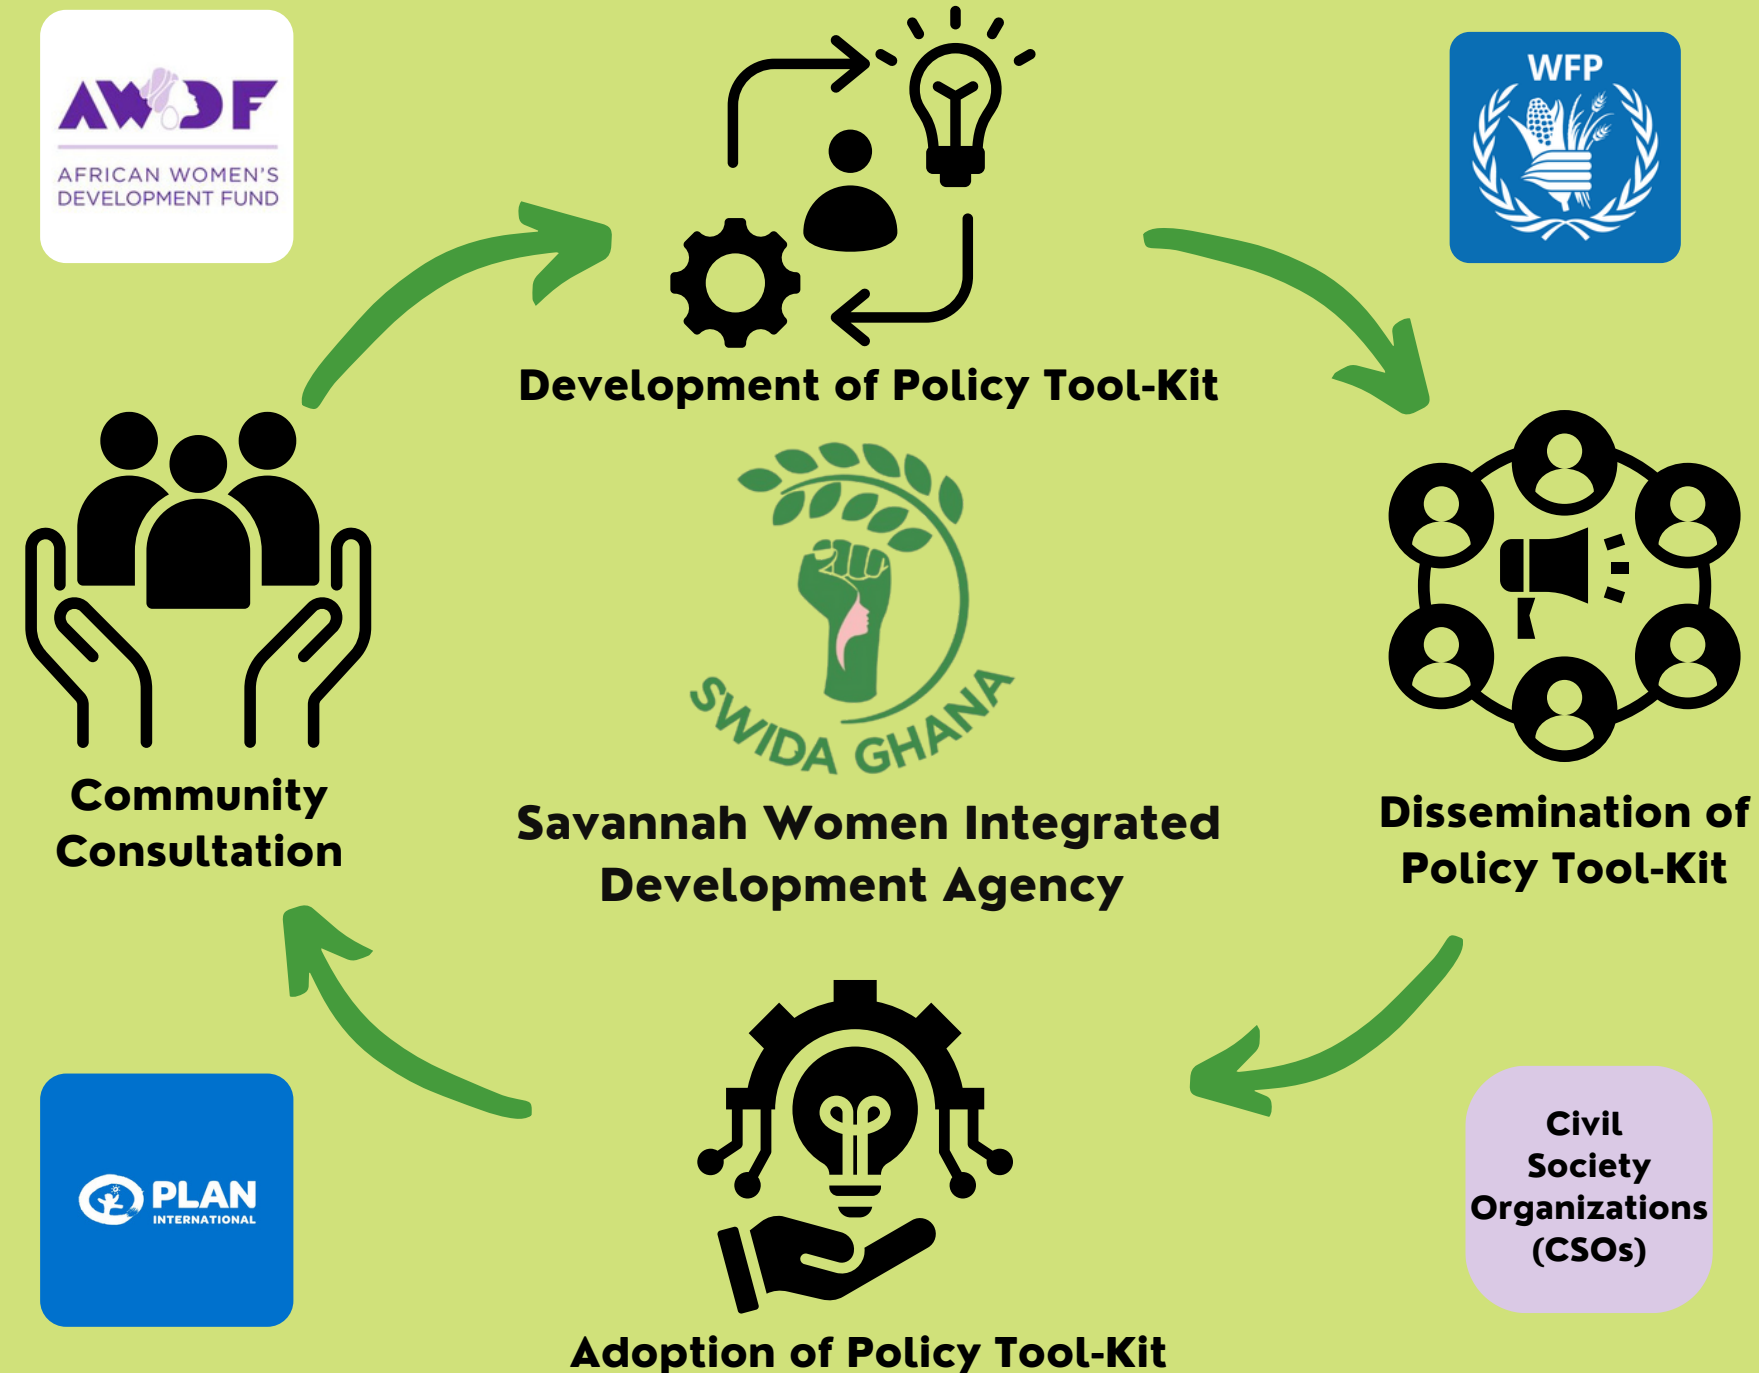 AWDF
AFRICAN WOMEN'S
DEVELOPMENT FUND
WFP
Development of Policy Tool-Kit
SWIDA GHANA
Community
Consultation
Savannah Women Integrated
Development Agency
Dissemination of
Policy Tool-Kit
PLAN
INTERNATIONAL
Civil
Society
Organizations
(CSOs)
Adoption of Policy Tool-Kit